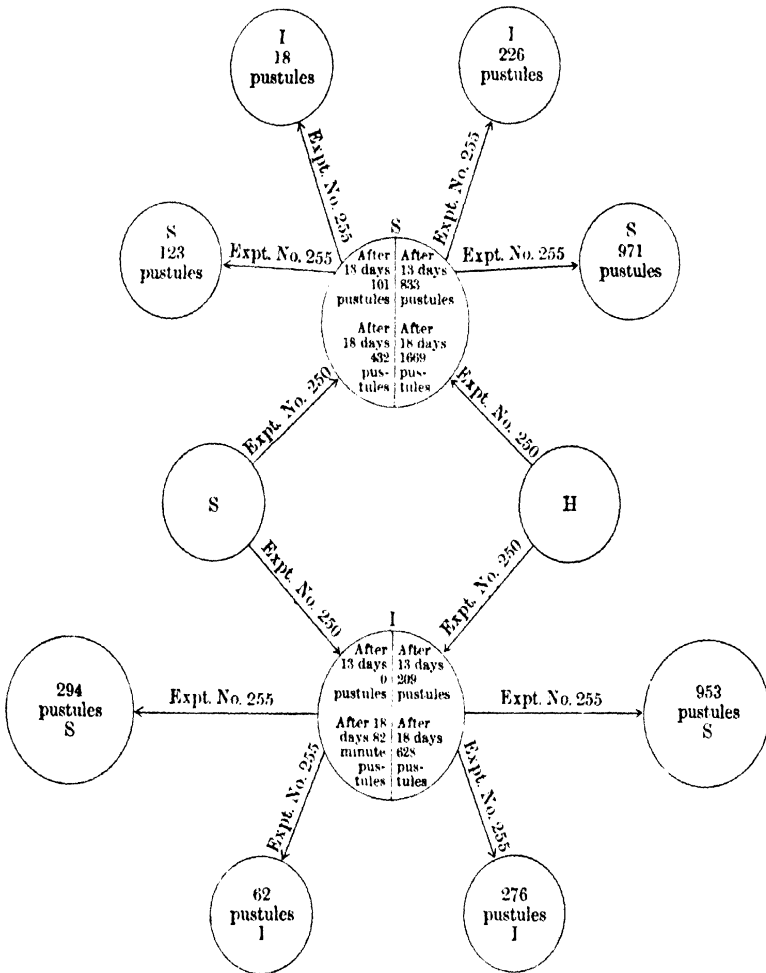 I
18
pustules
I
226
pustules
Expt. No. 255
Expt. No. 255
S
123
pustules
Expt. No. 255
S
Expt. No. 255
S
971
pustules
After
13 days
101
pustules
After
13 days
833
pustules
After
18 days
432
pus-
tules
After
18 days
1669
pus-
tules
Expt. No. 250
Expt. No. 250
S
H
Expt. No. 250
Expt. No. 250
I
After
13 days
0
pustules
After
13 days
209
pustules
294
pustules
S
Expt. No. 255
Expt. No. 255
953
pustules
S
After 18
days 82
minute
pus-
tules
After
18 days
628
pus-
tules
Expt. No. 255
Expt. No. 255
62
pustules
I
276
pustules
I